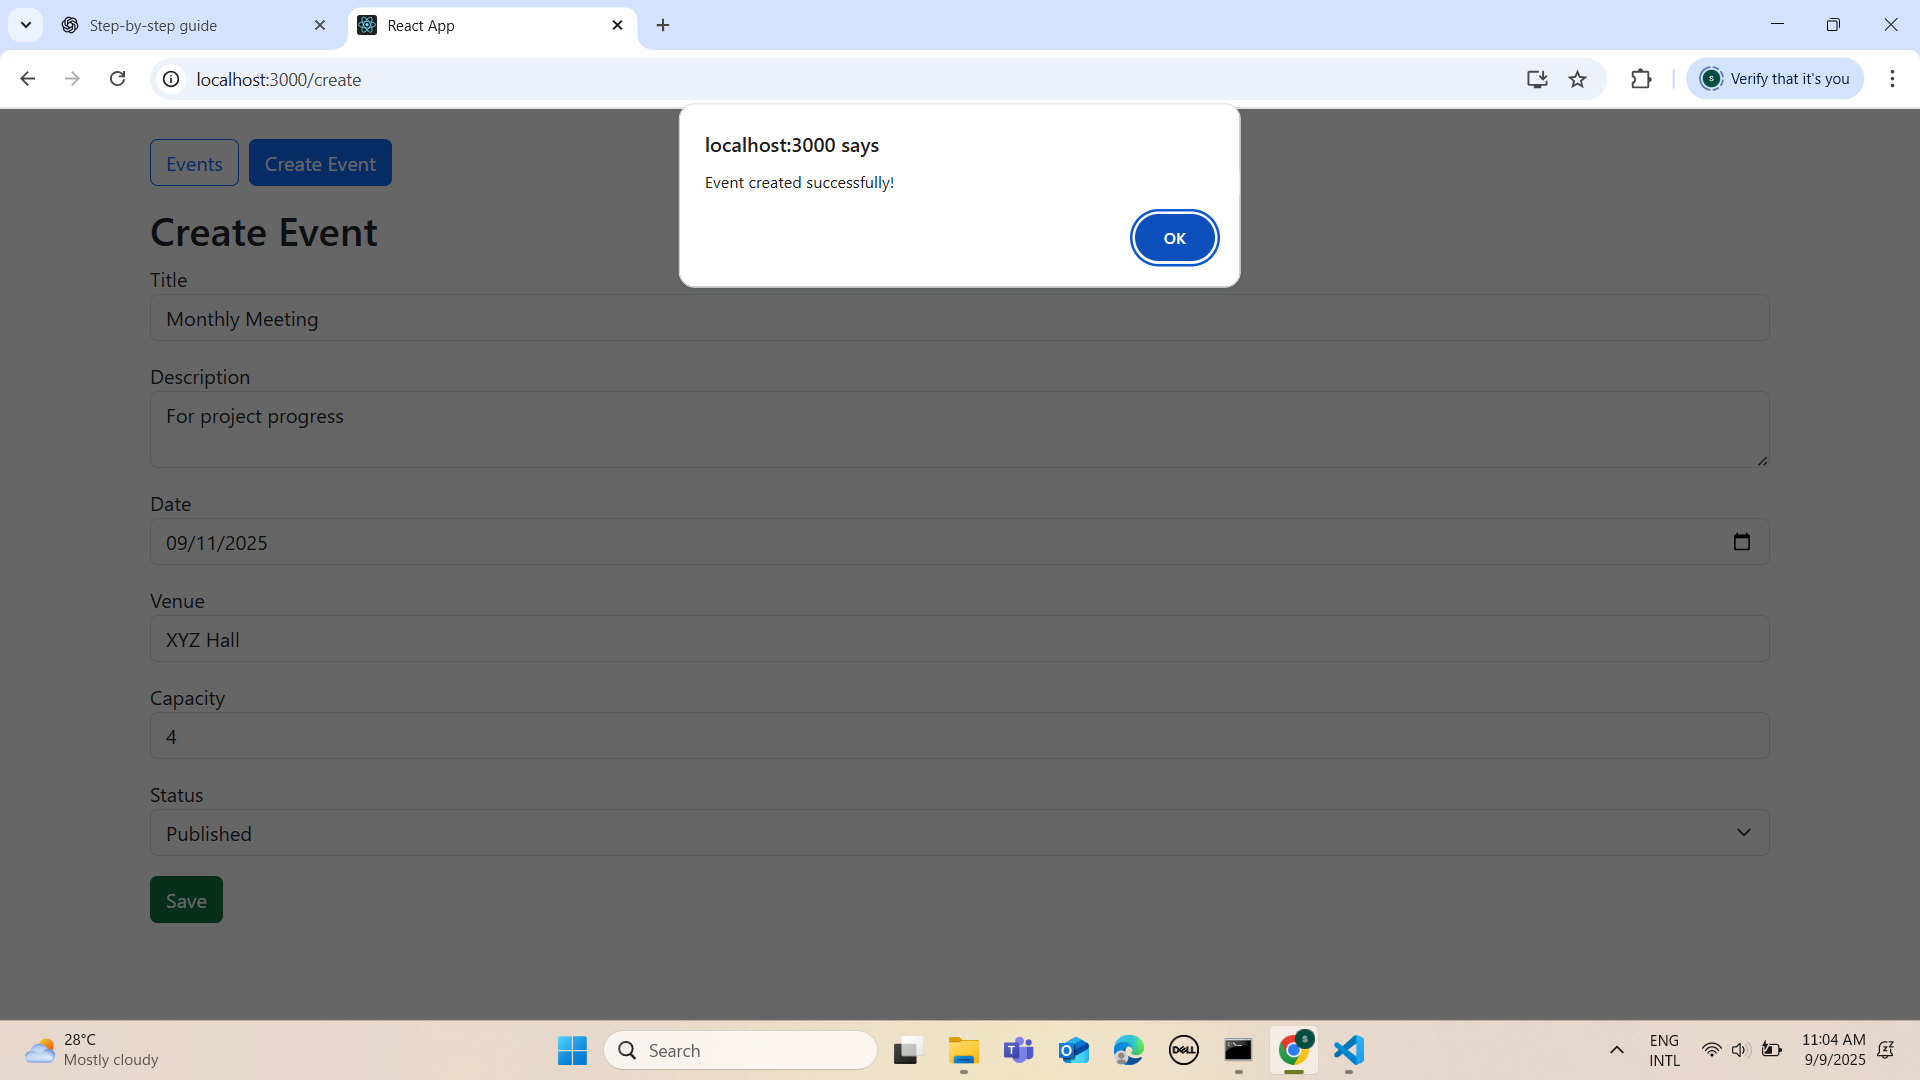 Step-by-step guide
React App
localhost:3000/create
Verify that it's you
localhost:3000 says
Event created successfully!
OK
Events
Create Event
Create Event
Title
Monthly Meeting
Description
For project progress
Date
09/11/2025
Venue
XYZ Hall
Capacity
4
Status
Published
Save
28°C
Mostly cloudy
Search
DELL
ENG
INTL
11:04 AM
9/9/2025